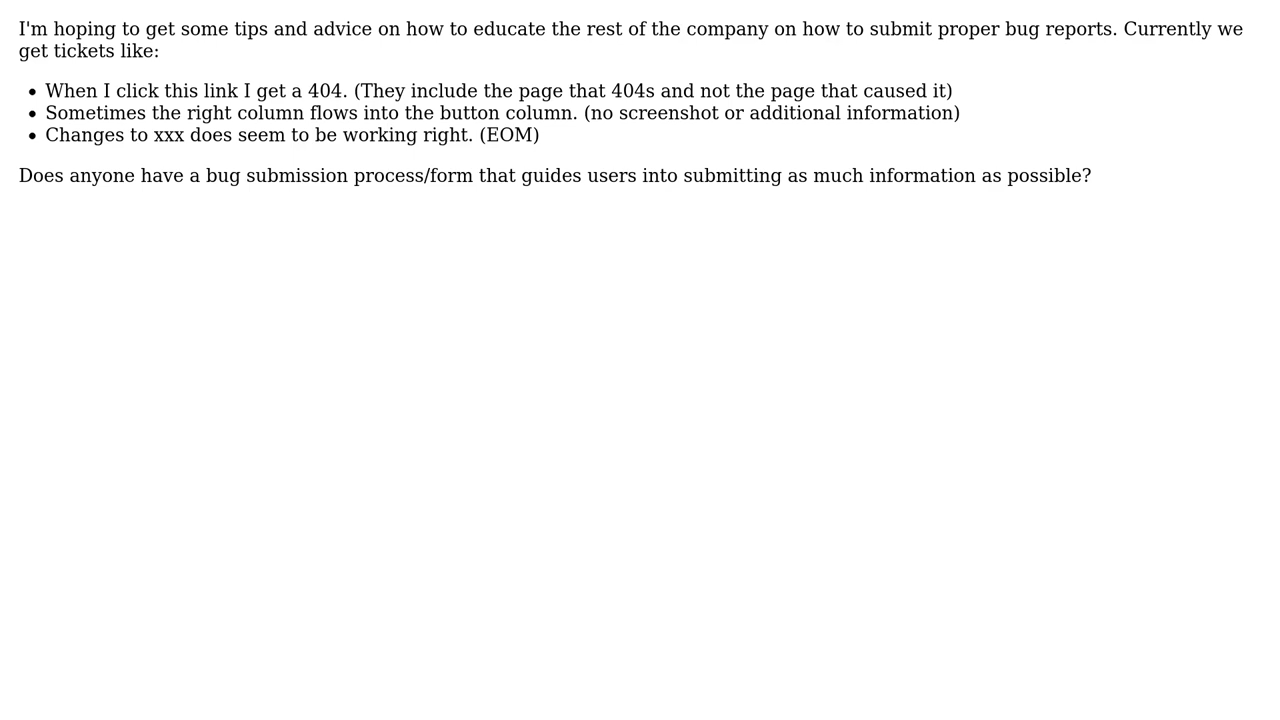 I'm hoping to get some tips and advice on how to educate the rest of the company on how to submit proper bug reports. Currently we
get tickets like:
• When I click this link I get a 404. (They include the page that 404s and not the page that caused it)
• Sometimes the right column flows into the button column. (no screenshot or additional information)
• Changes to xxx does seem to be working right. (EOM)
Does anyone have a bug submission process/form that guides users into submitting as much information as possible?